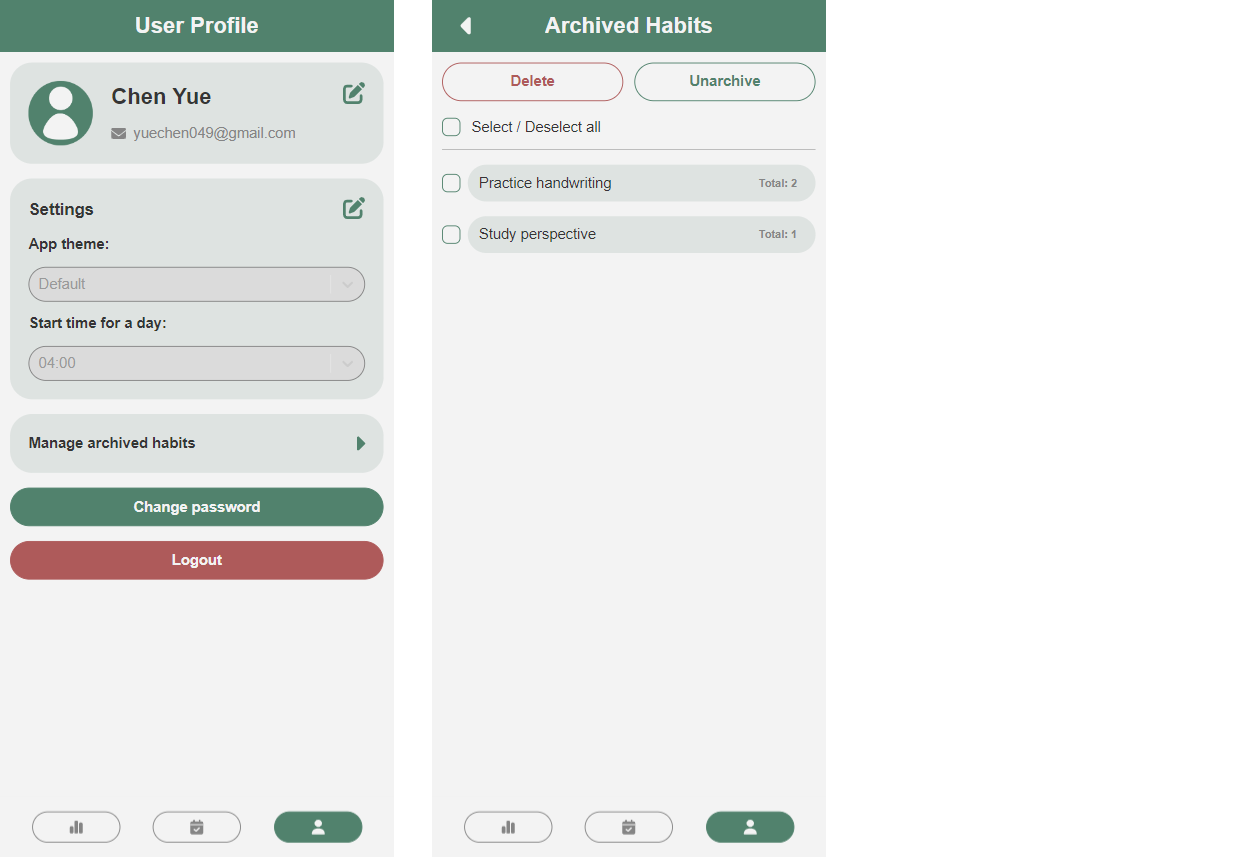 User Profile
Chen Yue
yuechen049@gmail.com
Settings
App theme:
Default
Start time for a day:
04:00
Manage archived habits
Change password
Logout
Archived Habits
Delete
Unarchive
Select / Deselect all
Practice handwriting
Total: 2
Study perspective
Total: 1